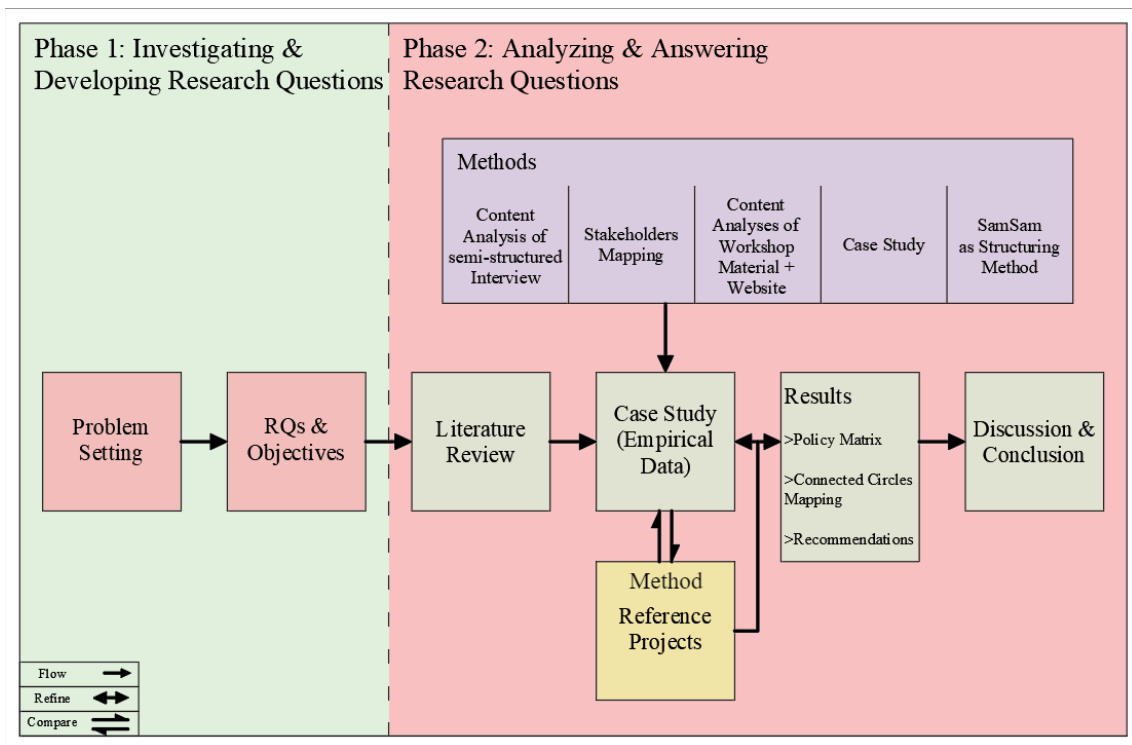 Phase 1: Investigating &
Developing Research Questions
Phase 2: Analyzing & Answering
Research Questions
Methods
Content
Analysis of
semi-structured
Interview
Stakeholders
Mapping
Content
Analyses of
Workshop
Material +
Website
Case Study
SamSam
as Structuring
Method
Problem
Setting
RQs &
Objectives
Literature
Review
Case Study
(Empirical
Data)
Results
>Policy Matrix
>Connected Circles
Mapping
>Recommendations
Discussion &
Conclusion
Method
Reference
Projects
Flow
Refine
Compare